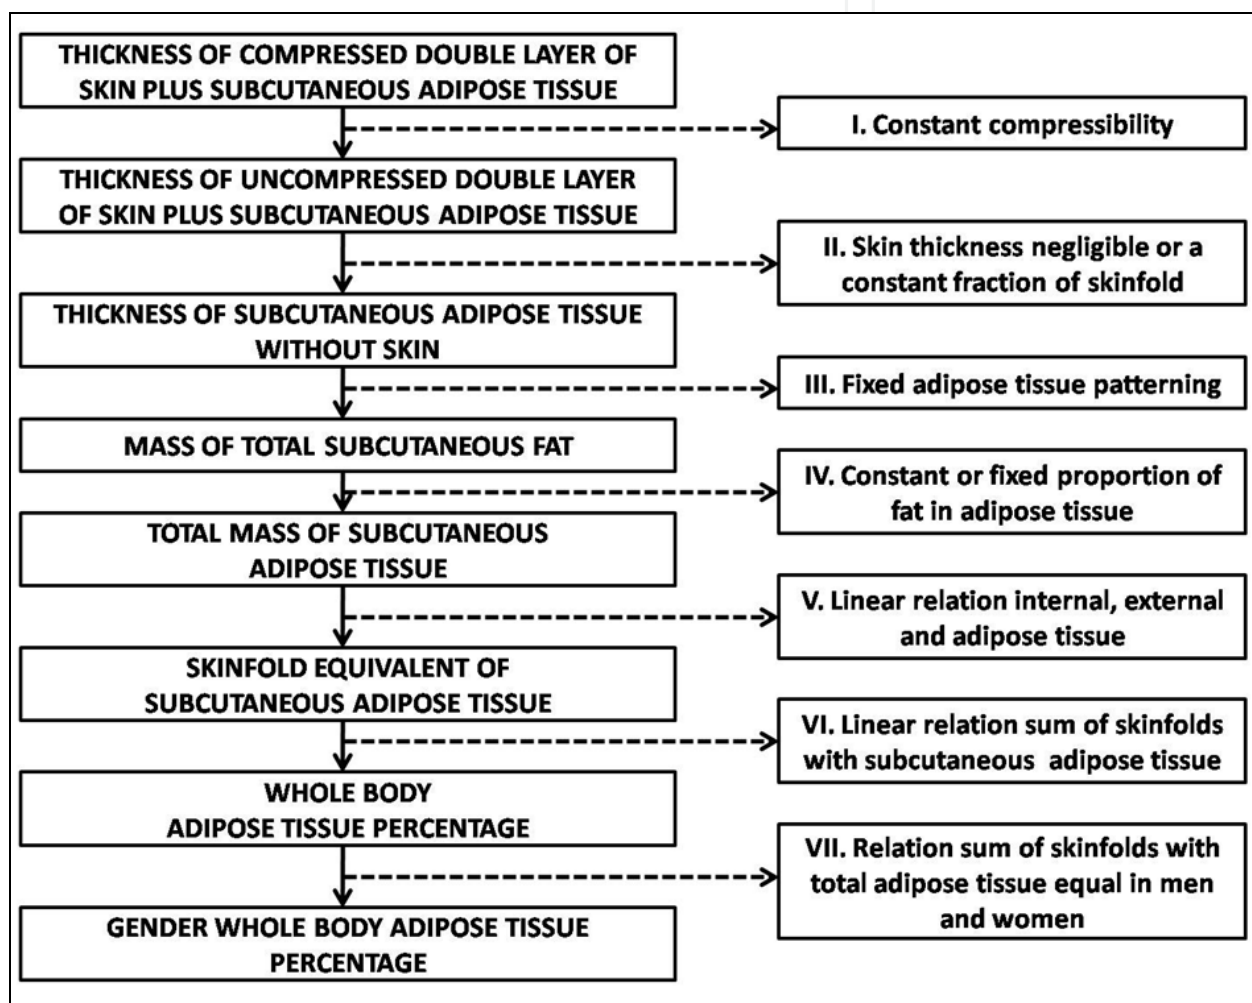 THICKNESS OF COMPRESSED DOUBLE LAYER OF
SKIN PLUS SUBCUTANEOUS ADIPOSE TISSUE
I. Constant compressibility
THICKNESS OF UNCOMPRESSED DOUBLE LAYER
OF SKIN PLUS SUBCUTANEOUS ADIPOSE TISSUE
II. Skin thickness negligible or a
constant fraction of skinfold
THICKNESS OF SUBCUTANEOUS ADIPOSE TISSUE
WITHOUT SKIN
III. Fixed adipose tissue patterning
MASS OF TOTAL SUBCUTANEOUS FAT
IV. Constant or fixed proportion of
fat in adipose tissue
TOTAL MASS OF SUBCUTANEOUS
ADIPOSE TISSUE
V. Linear relation internal, external
and adipose tissue
SKINFOLD EQUIVALENT OF
SUBCUTANEOUS ADIPOSE TISSUE
VI. Linear relation sum of skinfolds
with subcutaneous adipose tissue
WHOLE BODY
ADIPOSE TISSUE PERCENTAGE
VII. Relation sum of skinfolds with
total adipose tissue equal in men
and women
GENDER WHOLE BODY ADIPOSE TISSUE
PERCENTAGE